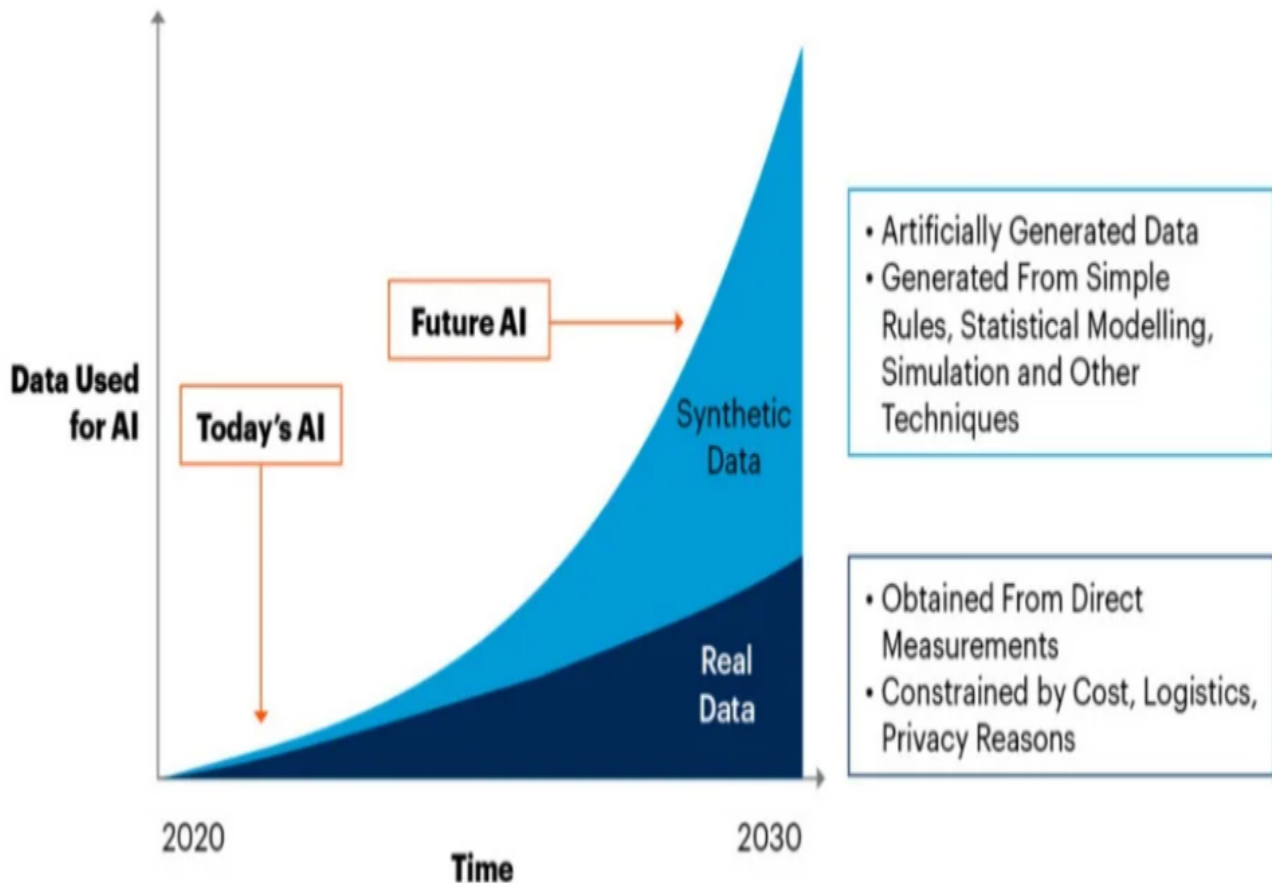 Data Used
for AI
Today's AI
Future AI
Synthetic
Data
Real
Data
2020
2030
Time
• Artificially Generated Data
• Generated From Simple
Rules, Statistical Modelling,
Simulation and Other
Techniques
• Obtained From Direct
Measurements
• Constrained by Cost, Logistics,
Privacy Reasons